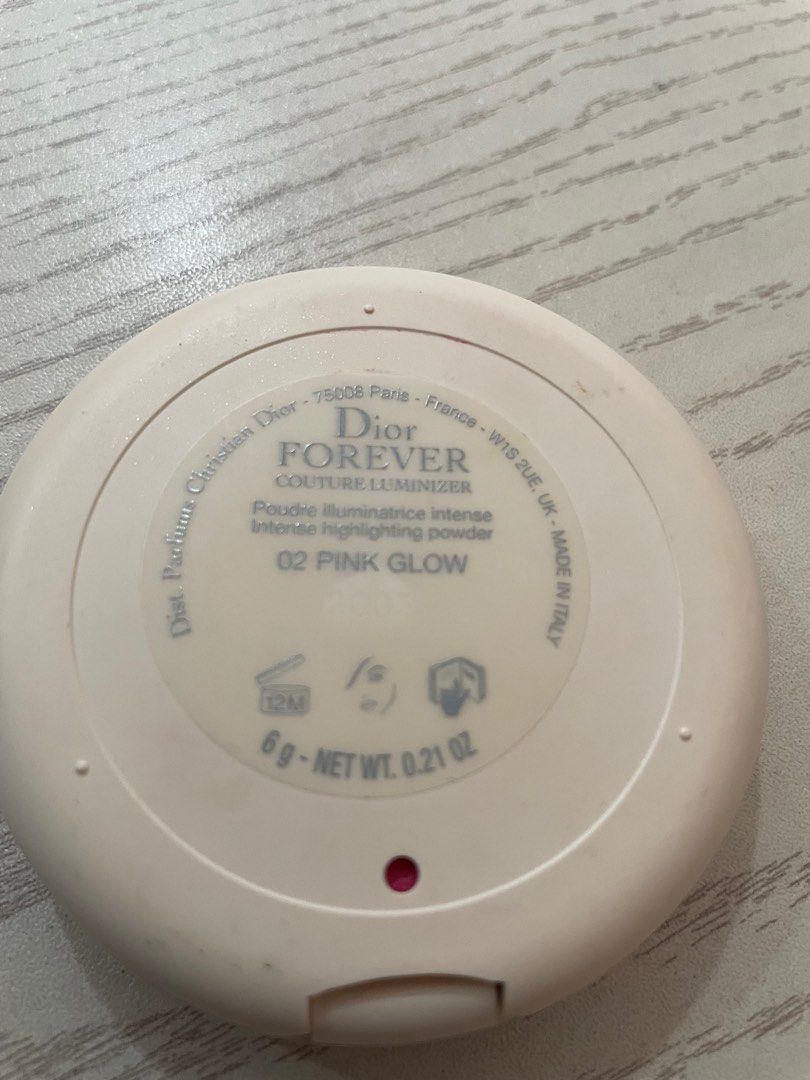 Dist. Parfums Christian Dior - 75008 Paris - France - W1S 2UE, UK - MADE IN ITALY
Dior
FOREVER
COUTURE LUMINIZER
Poudre illuminatrice intense
Intense highlighting powder
02 PINK GLOW
12M
6 g - NET WT. 0.21 OZ